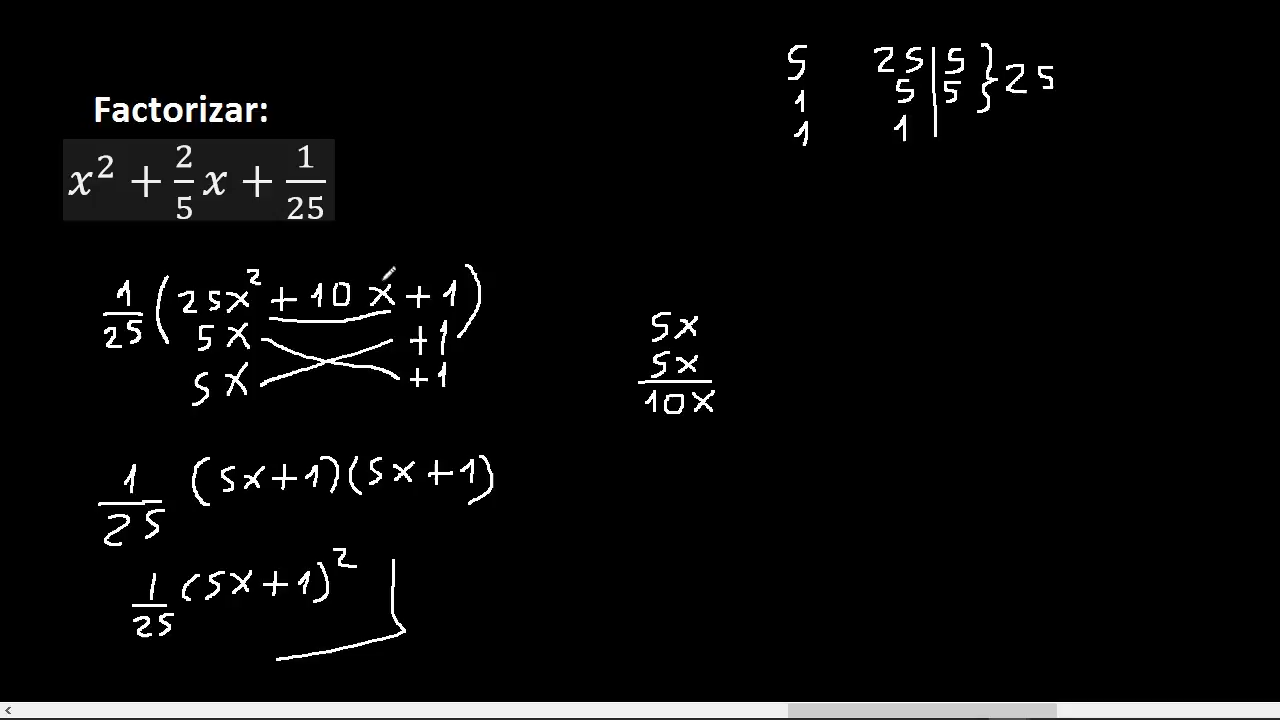 Factorizar:
x² + 2/5 x + 1/25
5 25 | 5 } 25
1 5 | 5
1 1 |
1/25 (25x² + 10x + 1)
5x +1
5x +1
5x
5x
10x
1/25 (5x+1)(5x+1)
1/25 (5x+1)²